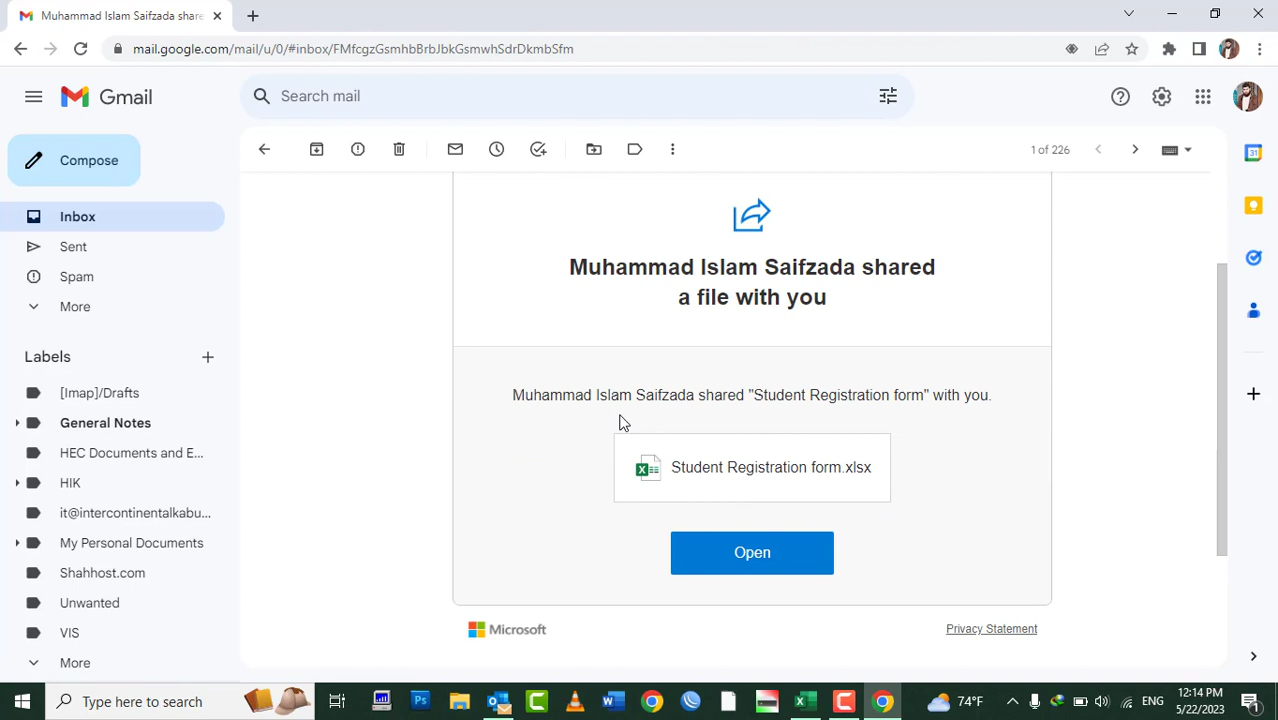 Muhammad Islam Saifzada share
mail.google.com/mail/u/0/#inbox/FMfcgzGsmhbBrbJbkGsmwhSdrDkmbSfm
Gmail
Search mail
Compose
1 of 226
Inbox
Sent
Spam
More
Labels
[Imap]/Drafts
General Notes
HEC Documents and E...
HIK
it@intercontinentalkabu...
My Personal Documents
Shahhost.com
Unwanted
VIS
More
Muhammad Islam Saifzada shared
a file with you
Muhammad Islam Saifzada shared "Student Registration form" with you.
Student Registration form.xlsx
Open
Microsoft
Privacy Statement
31
Type here to search
Ps
74°F
ENG
12:14 PM
5/22/2023
1